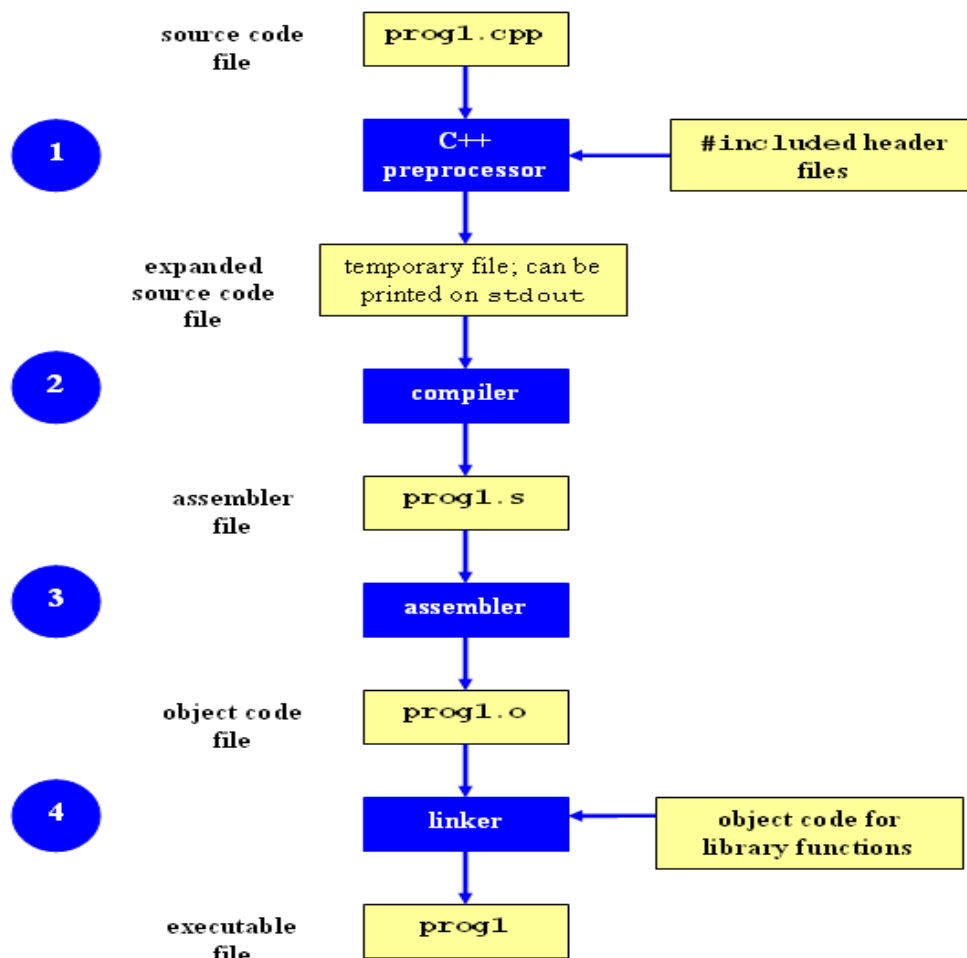 source code
file
prog1.cpp
1
C++
preprocessor
#included header
files
expanded
source code
file
temporary file; can be
printed on stdout
2
compiler
assembler
file
prog1.s
3
assembler
object code
file
prog1.o
4
linker
object code for
library functions
executable
file
prog1